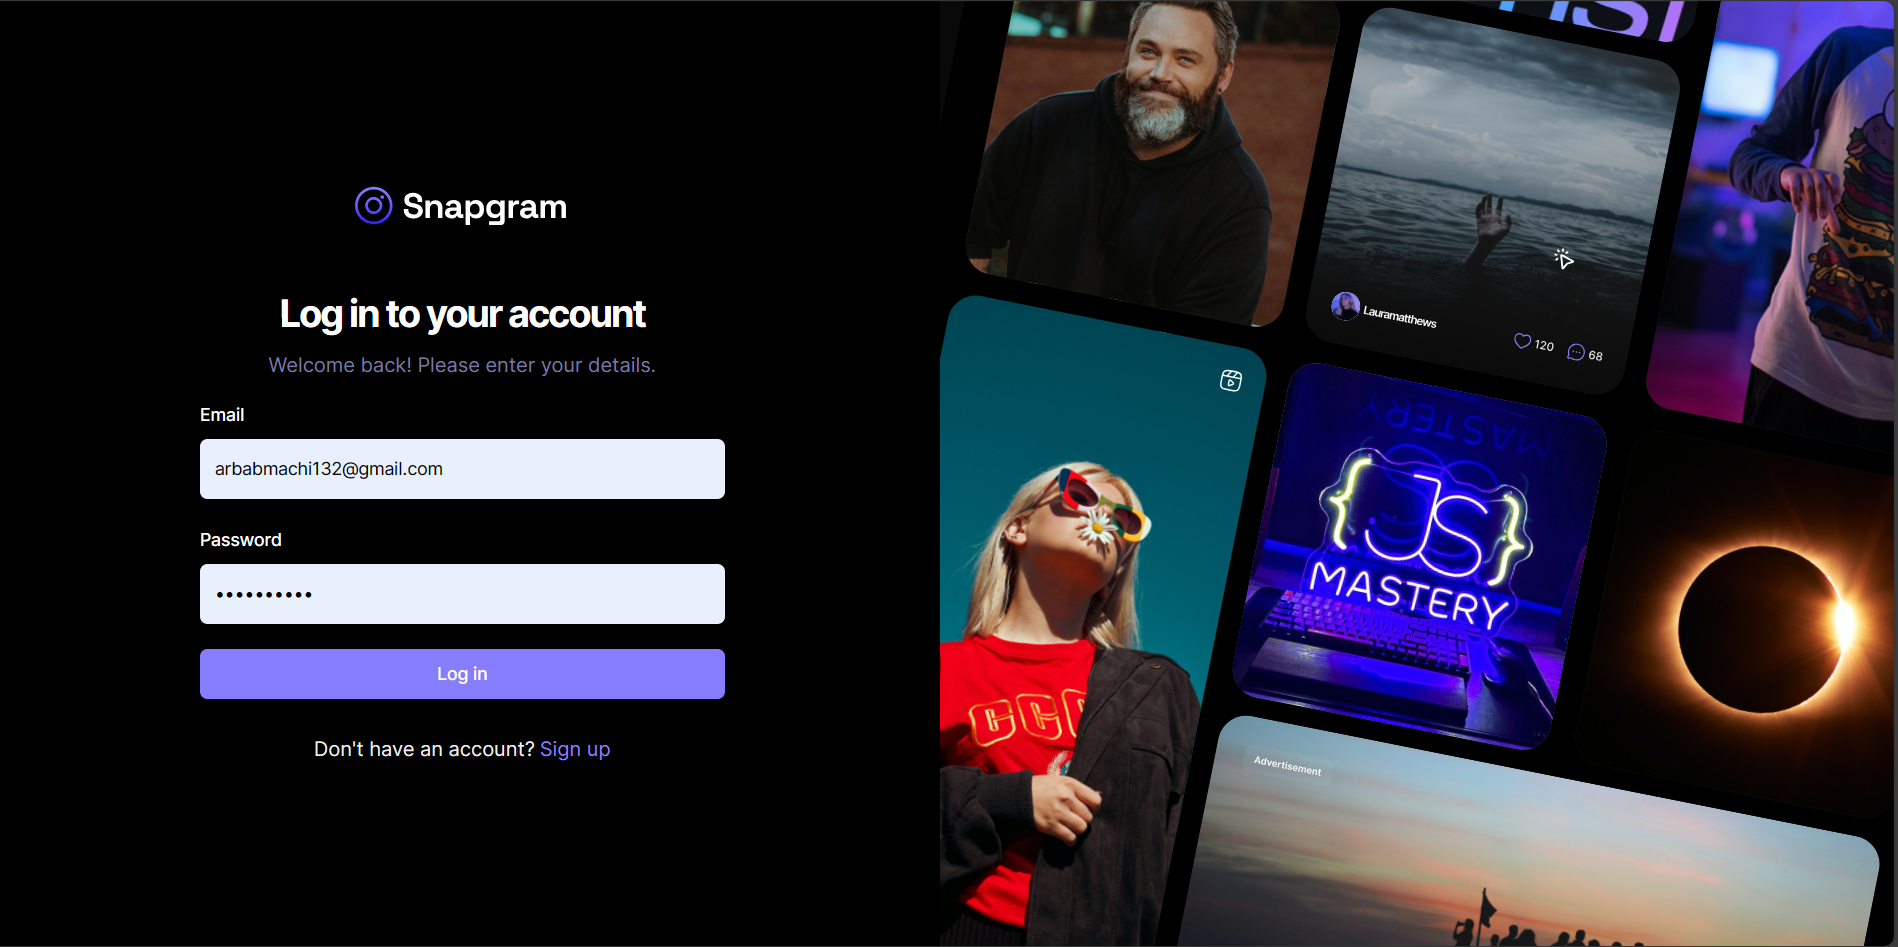 Snapgram
Log in to your account
Welcome back! Please enter your details.
Email
arbabmachi132@gmail.com
Password
••••••••••
Log in
Don't have an account? Sign up
Lauramatthews
120
68
MASTERY
{JS}
MASTERY
CCC
Advertisement